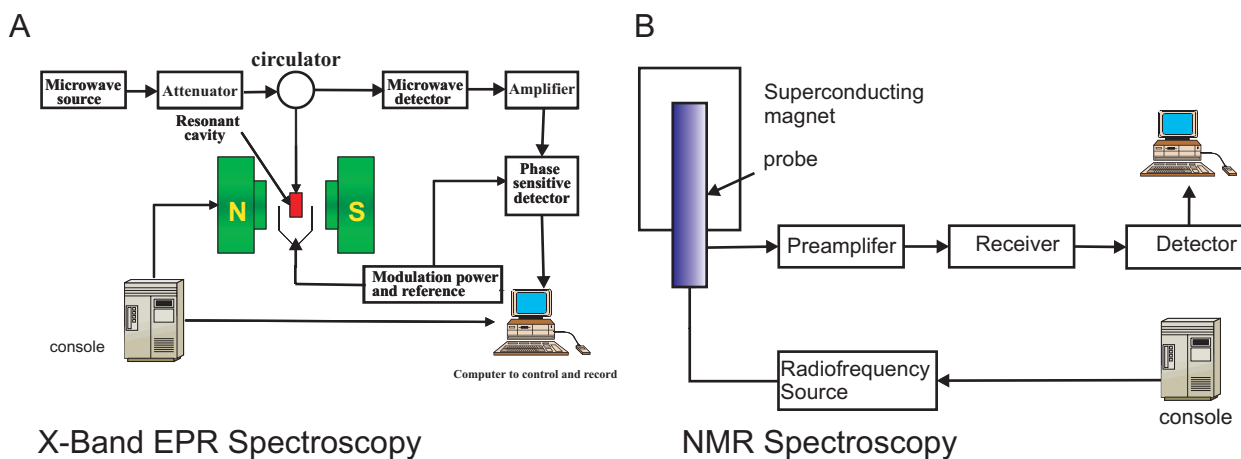 A
circulator
Microwave
source
Attenuator
Microwave
detector
Amplifier
Resonant
cavity
N
S
Phase
sensitive
detector
Modulation power
and reference
console
Computer to control and record
X-Band EPR Spectroscopy
B
Superconducting
magnet
probe
Preamplifer
Receiver
Detector
Radiofrequency
Source
console
NMR Spectroscopy